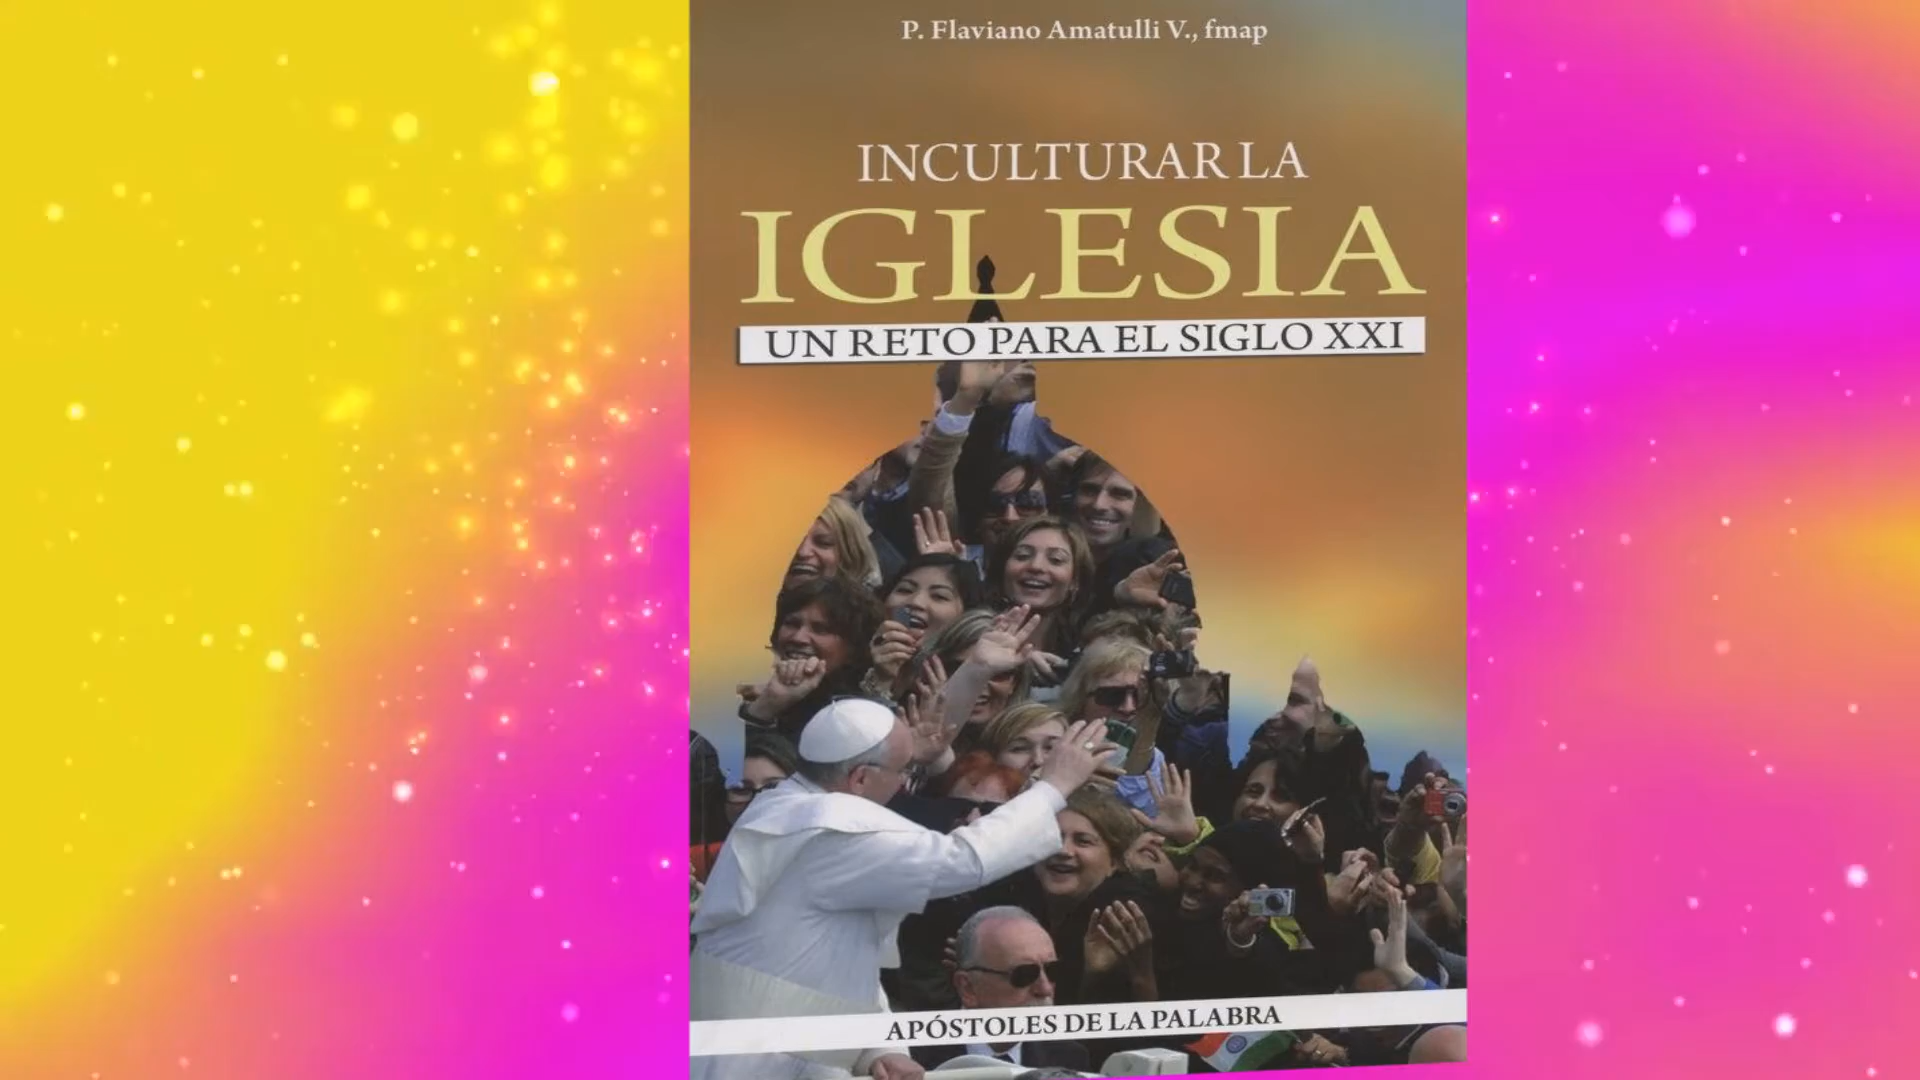 P. Flaviano Amatulli V., fmap
INCULTURAR LA
IGLESIA
UN RETO PARA EL SIGLO XXI
APÓSTOLES DE LA PALABRA